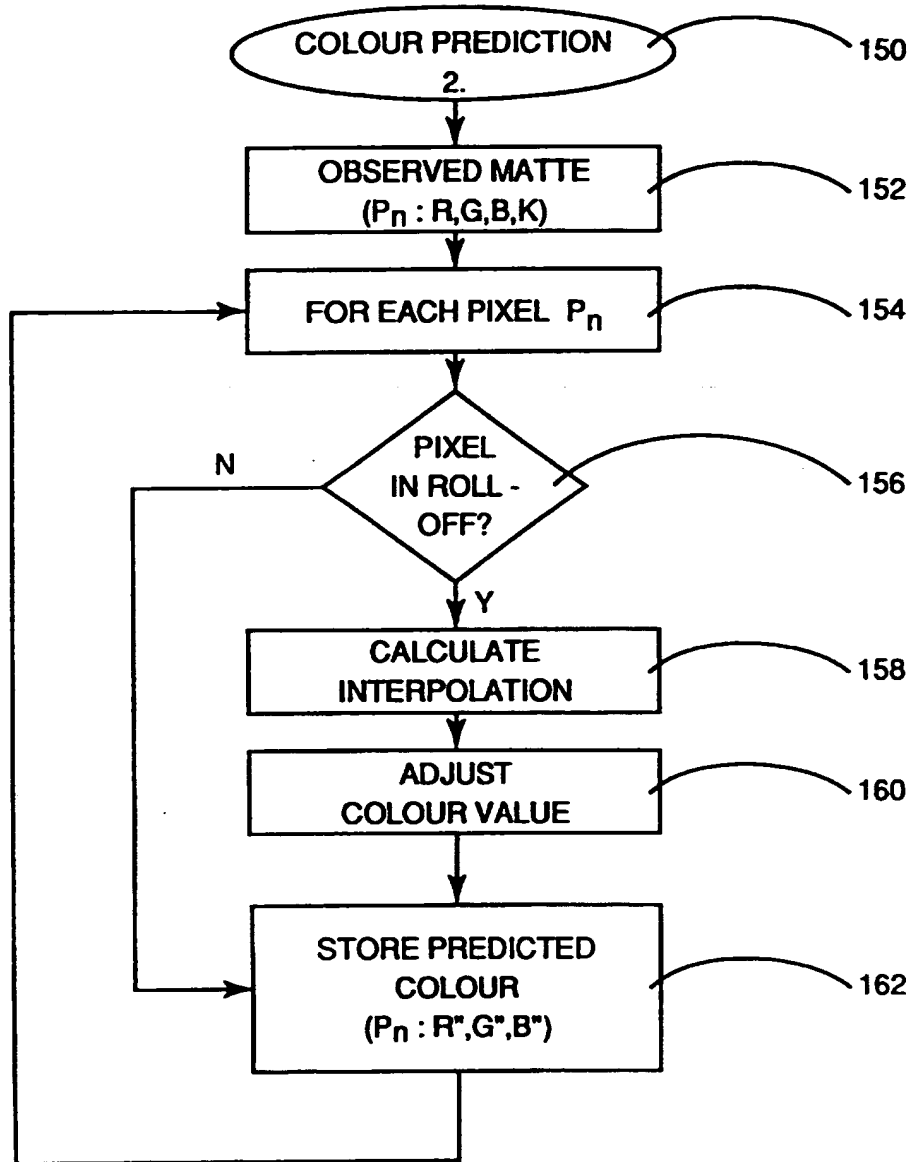 COLOUR PREDICTION
2.
150
OBSERVED MATTE
(Pn : R,G,B,K)
152
FOR EACH PIXEL Pn
154
PIXEL
IN ROLL -
OFF?
156
N
Y
CALCULATE
INTERPOLATION
158
ADJUST
COLOUR VALUE
160
STORE PREDICTED
COLOUR
(Pn : R",G",B")
162